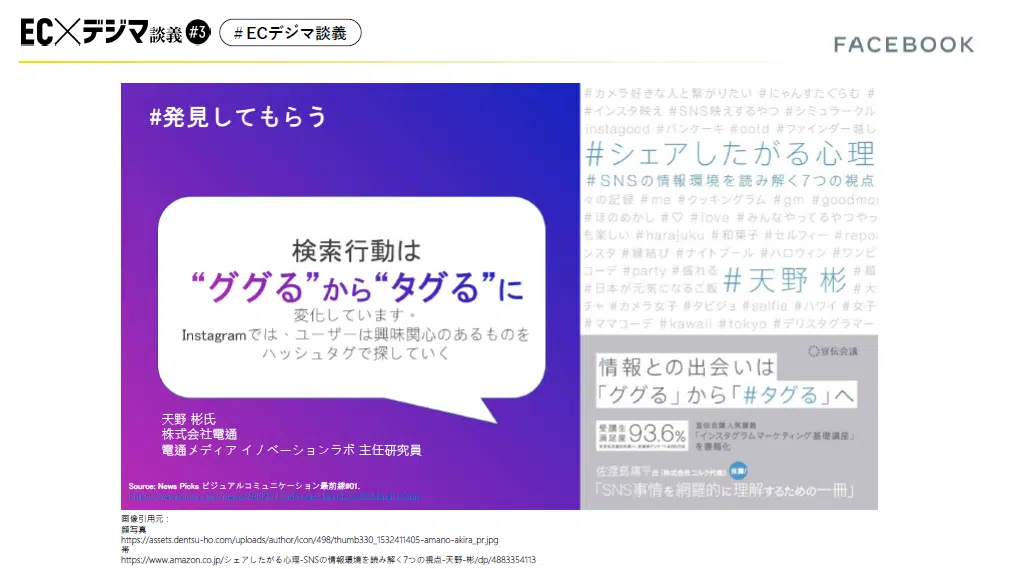 EC×デジマ談義 #3 #ECデジマ談義
FACEBOOK
#発見してもらう
検索行動は
“ググる”から“タグる”に
変化しています。
Instagramでは、ユーザーは興味関心のあるものを
ハッシュタグで探していく
天野 彬氏
株式会社電通
電通メディア イノベーションラボ 主任研究員
Source: News Picks ビジュアルコミュニケーション最前線#01.
#カメラ好きな人と繋がりたい #にゃんすたぐらむ #
#インスタ映え #SNS映えするやつ #シミュラークル
instagood #パンケーキ #ootd #ファインダー越し
#シェアしたがる心理
#SNSの情報環境を読み解く7つの視点
々の記録 #me #クッキングラム #gm #goodmor
#ほのめかし #♡ #love #みんなやってるやつやっ
も楽しい #harajuku #和菓子 #セルフィー #repo
ンスタ #縁結び #ナイトプール #ハロウィン #ワンピ
コーデ #party #盛れる
#天野 彬
#日本が元気になるご飯 #大
チャ #カメラ女子 #タビジョ #selfie #ハワイ #女子
#ママコーデ #kawaii #tokyo #デリスタグラマー
宣伝会議
情報との出会いは
「ググる」から「#タグる」へ
受講生満足度 93.6%
宣伝会議人気講義
「インスタグラムマーケティング基礎講座」
を書籍化
佐渡島庸平氏(株式会社コルク代表)推薦!
「SNS事情を網羅的に理解するための一冊」
画像引用元:
顔写真
https://assets.dentsu-ho.com/uploads/author/icon/498/thumb330_1532411405-amano-akira_pr.jpg
帯
https://www.amazon.co.jp/シェアしたがる心理-SNSの情報環境を読み解く7つの視点-天野-彬/dp/4883354113